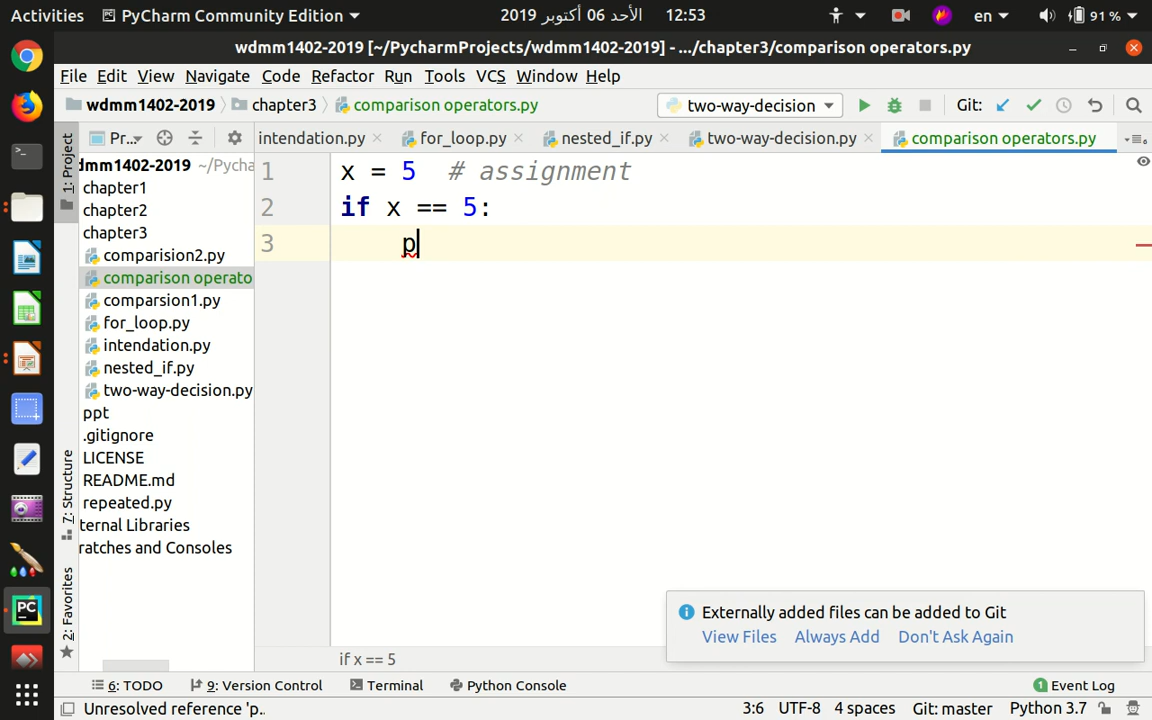 Activities PyCharm Community Edition الأحد 06 أكتوبر 2019 12:53 en 91 %
wdmm1402-2019 [~/PycharmProjects/wdmm1402-2019] - .../chapter3/comparison operators.py
File Edit View Navigate Code Refactor Run Tools VCS Window Help
wdmm1402-2019 chapter3 comparison operators.py two-way-decision Git:
1: Project
Pr... intendation.py for_loop.py nested_if.py two-way-decision.py comparison operators.py
dmm1402-2019 ~/Pycha
chapter1
chapter2
chapter3
comparision2.py
comparison operato
comparsion1.py
for_loop.py
intendation.py
nested_if.py
two-way-decision.py
ppt
.gitignore
LICENSE
README.md
repeated.py
ternal Libraries
ratches and Consoles
7: Structure
2: Favorites
1 x = 5 # assignment
2 if x == 5:
3 p
Externally added files can be added to Git
View Files Always Add Don't Ask Again
if x == 5
6: TODO 9: Version Control Terminal Python Console 1 Event Log
Unresolved reference 'p.. 3:6 UTF-8 4 spaces Git: master Python 3.7